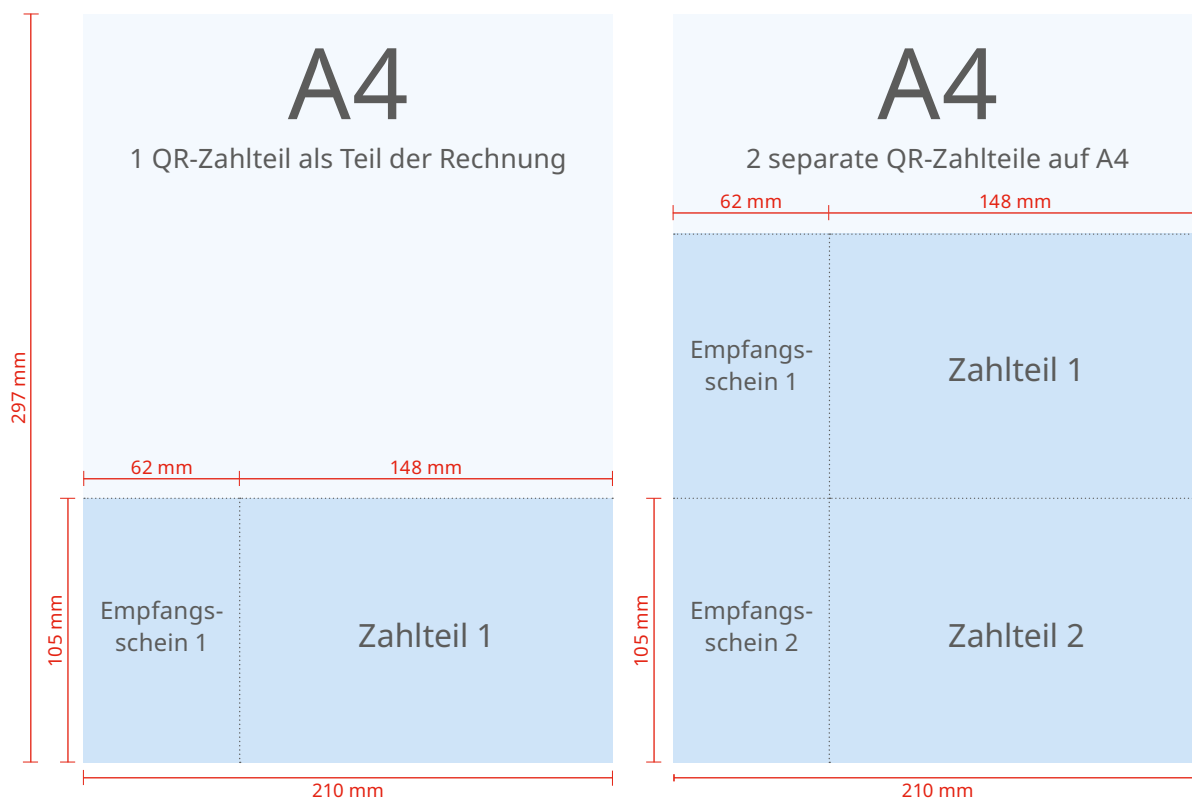 A4
1 QR-Zahlteil als Teil der Rechnung
297 mm
62 mm
148 mm
105 mm
Empfangs-
schein 1
Zahlteil 1
210 mm
A4
2 separate QR-Zahlteile auf A4
62 mm
148 mm
Empfangs-
schein 1
Zahlteil 1
105 mm
Empfangs-
schein 2
Zahlteil 2
210 mm